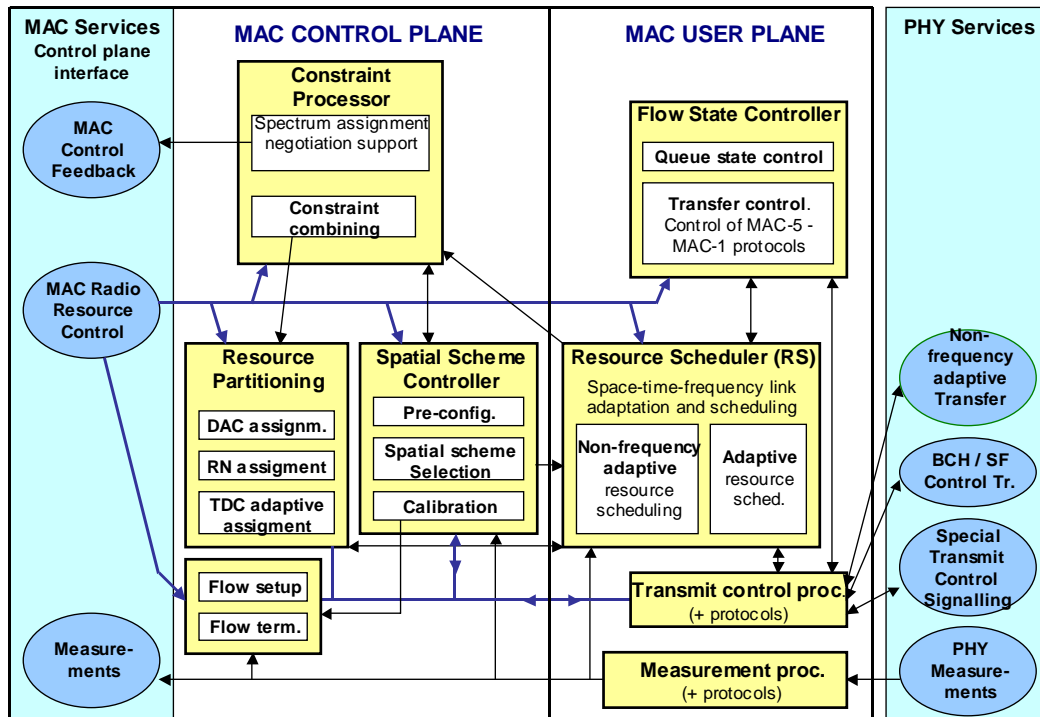 MAC Services
Control plane
interface
MAC CONTROL PLANE
MAC USER PLANE
PHY Services
MAC
Control
Feedback
MAC Radio
Resource
Control
Measure-
ments
Constraint
Processor
Spectrum assignment
negotiation support
Constraint
combining
Flow State Controller
Queue state control
Transfer control.
Control of MAC-5 -
MAC-1 protocols
Resource
Partitioning
DAC assignm.
RN assigment
TDC adaptive
assigment
Spatial Scheme
Controller
Pre-config.
Spatial scheme
Selection
Calibration
Resource Scheduler (RS)
Space-time-frequency link
adaptation and scheduling
Non-frequency
adaptive
resource
scheduling
Adaptive
resource
sched.
Flow setup
Flow term.
Transmit control proc.
(+ protocols)
Measurement proc.
(+ protocols)
Non-
frequency
adaptive
Transfer
BCH / SF
Control Tr.
Special
Transmit
Control
Signalling
PHY
Measure-
ments